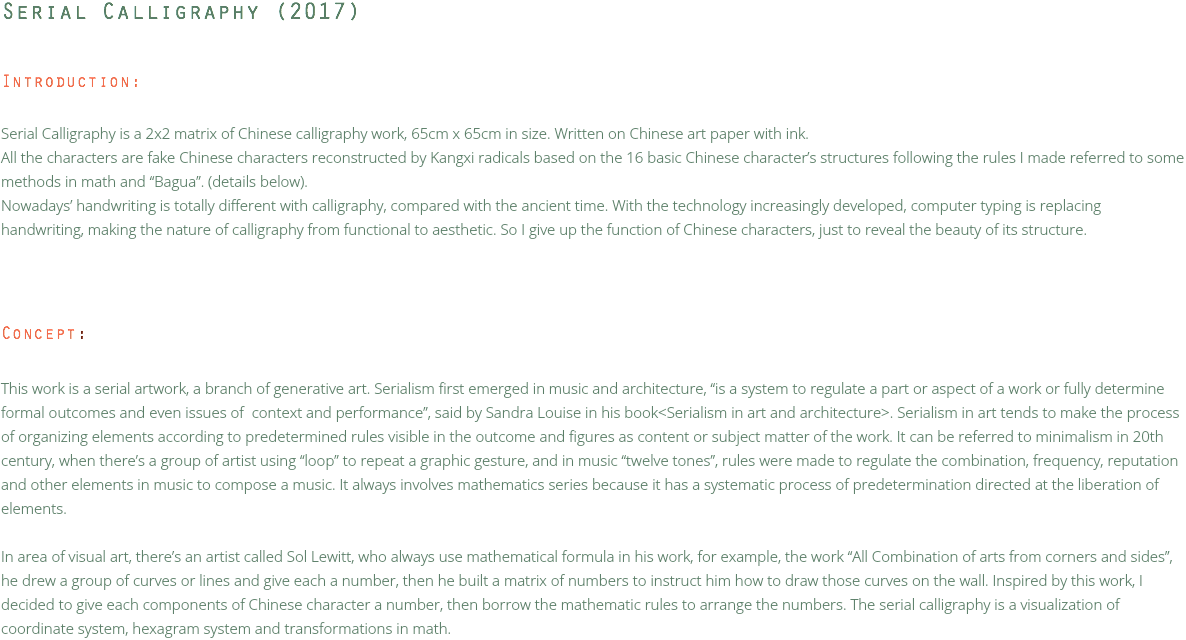 Serial Calligraphy (2017)
Introduction:
Serial Calligraphy is a 2x2 matrix of Chinese calligraphy work, 65cm x 65cm in size. Written on Chinese art paper with ink.
All the characters are fake Chinese characters reconstructed by Kangxi radicals based on the 16 basic Chinese character’s structures following the rules I made referred to some
methods in math and “Bagua”. (details below).
Nowadays’ handwriting is totally different with calligraphy, compared with the ancient time. With the technology increasingly developed, computer typing is replacing
handwriting, making the nature of calligraphy from functional to aesthetic. So I give up the function of Chinese characters, just to reveal the beauty of its structure.
Concept:
This work is a serial artwork, a branch of generative art. Serialism first emerged in music and architecture, “is a system to regulate a part or aspect of a work or fully determine
formal outcomes and even issues of  context and performance”, said by Sandra Louise in his book<Serialism in art and architecture>. Serialism in art tends to make the process
of organizing elements according to predetermined rules visible in the outcome and figures as content or subject matter of the work. It can be referred to minimalism in 20th
century, when there’s a group of artist using “loop” to repeat a graphic gesture, and in music “twelve tones”, rules were made to regulate the combination, frequency, reputation
and other elements in music to compose a music. It always involves mathematics series because it has a systematic process of predetermination directed at the liberation of
elements.
In area of visual art, there’s an artist called Sol Lewitt, who always use mathematical formula in his work, for example, the work “All Combination of arts from corners and sides”,
he drew a group of curves or lines and give each a number, then he built a matrix of numbers to instruct him how to draw those curves on the wall. Inspired by this work, I
decided to give each components of Chinese character a number, then borrow the mathematic rules to arrange the numbers. The serial calligraphy is a visualization of
coordinate system, hexagram system and transformations in math.